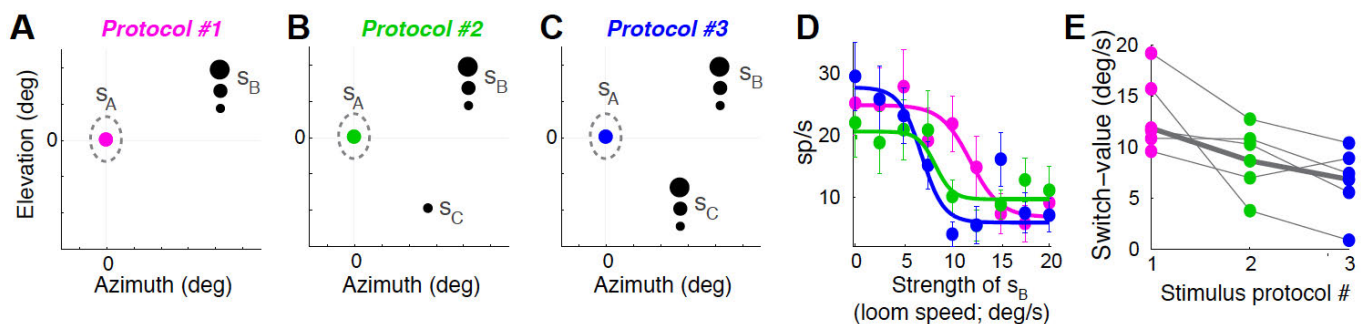 A
Protocol #1
Elevation (deg)
0
s_A
s_B
0
Azimuth (deg)
B
Protocol #2
0
s_A
s_B
s_C
0
Azimuth (deg)
C
Protocol #3
0
s_A
s_B
s_C
0
Azimuth (deg)
D
sp/s
30
20
10
0 5 10 15 20
Strength of s_B
(loom speed; deg/s)
E
Switch−value (deg/s)
20
15
10
5
0
1 2 3
Stimulus protocol #